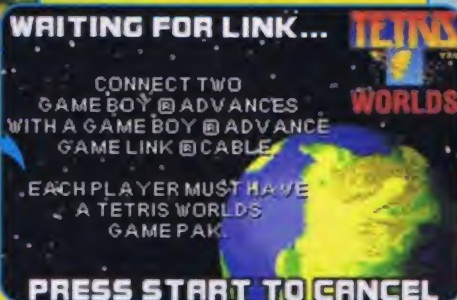 WAITING FOR LINK...
TETRIS
WORLDS
CONNECT TWO
GAME BOY ® ADVANCES
WITH A GAME BOY ® ADVANCE
GAME LINK ® CABLE.
EACH PLAYER MUST HAVE
A TETRIS WORLDS
GAME PAK.
PRESS START TO CANCEL